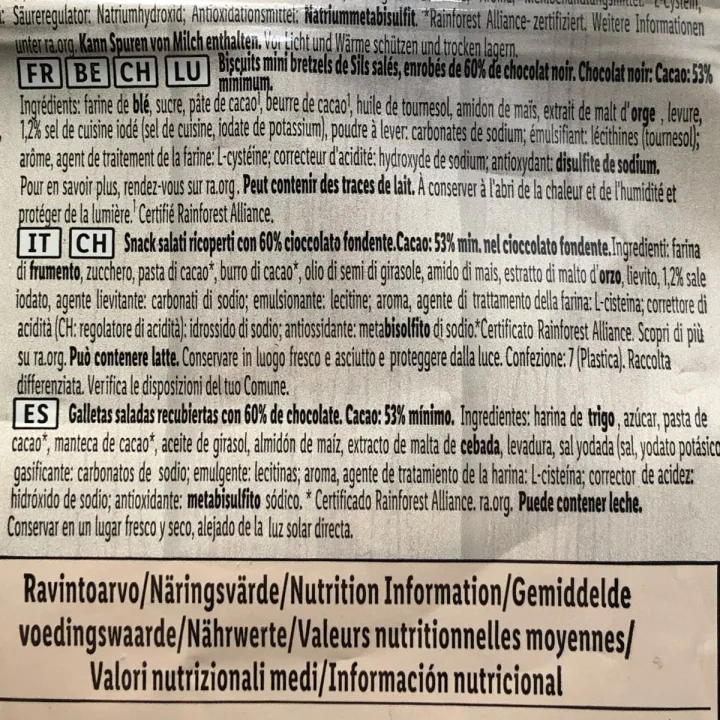 Säureregulator: Natriumhydroxid; Antioxidationsmittel: Natriummetabisulfit. *Rainforest Alliance- zertifiziert. Weitere Informationen
unter ra.org. Kann Spuren von Milch enthalten. Vor Licht und Wärme schützen und trocken lagern.
FR BE CH LU Biscuits mini bretzels de Sils salés, enrobés de 60% de chocolat noir. Chocolat noir: Cacao: 53%
minimum.
Ingrédients: farine de blé, sucre, pâte de cacao¹, beurre de cacao¹, huile de tournesol, amidon de maïs, extrait de malt d'orge , levure,
1,2% sel de cuisine iodé (sel de cuisine, iodate de potassium), poudre à lever: carbonates de sodium; émulsifiant: lécithines (tournesol);
arôme, agent de traitement de la farine: L-cystéine; correcteur d'acidité: hydroxyde de sodium; antioxydant: disulfite de sodium.
Pour en savoir plus, rendez-vous sur ra.org. Peut contenir des traces de lait. À conserver à l'abri de la chaleur et de l'humidité et
protéger de la lumière. ¹ Certifié Rainforest Alliance.
IT CH Snack salati ricoperti con 60% cioccolato fondente.Cacao: 53% min. nel cioccolato fondente.Ingredienti: farina
di frumento, zucchero, pasta di cacao*, burro di cacao*, olio di semi di girasole, amido di mais, estratto di malto d'orzo, lievito, 1,2% sale
iodato, agente lievitante: carbonati di sodio; emulsionante: lecitine; aroma, agente di trattamento della farina: L-cisteina; correttore di
acidità (CH: regolatore di acidità): idrossido di sodio; antiossidante: metabisolfito di sodio.*Certificato Rainforest Alliance. Scopri di più
su ra.org. Può contenere latte. Conservare in luogo fresco e asciutto e proteggere dalla luce. Confezione: 7 (Plastica). Raccolta
differenziata. Verifica le disposizioni del tuo Comune.
ES Galletas saladas recubiertas con 60% de chocolate. Cacao: 53% mínimo. Ingredientes: harina de trigo , azúcar, pasta de
cacao*, manteca de cacao*, aceite de girasol, almidón de maíz, extracto de malta de cebada, levadura, sal yodada (sal, yodato potásico
gasificante: carbonatos de sodio; emulgente: lecitinas; aroma, agente de tratamiento de la harina: L-cisteína; corrector de acidez:
hidróxido de sodio; antioxidante: metabisulfito sódico. * Certificado Rainforest Alliance. ra.org. Puede contener leche.
Conservar en un lugar fresco y seco, alejado de la luz solar directa.
Ravintoarvo/Näringsvärde/Nutrition Information/Gemiddelde
voedingswaarde/Nährwerte/Valeurs nutritionnelles moyennes/
Valori nutrizionali medi/Información nutricional